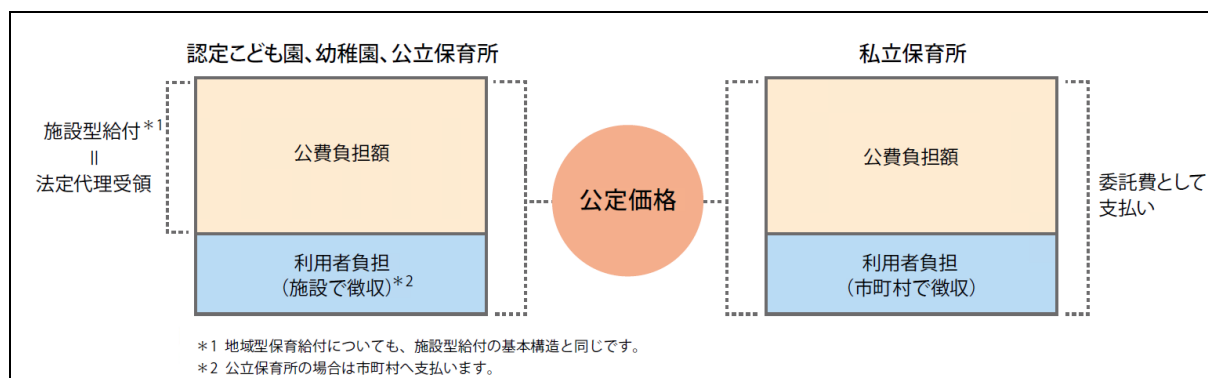 認定こども園、幼稚園、公立保育所
施設型給付*1
=
法定代理受領
公費負担額
利用者負担
(施設で徴収)*2
公定価格
私立保育所
公費負担額
利用者負担
(市町村で徴収)
委託費として
支払い
*1 地域型保育給付についても、施設型給付の基本構造と同じです。
*2 公立保育所の場合は市町村へ支払います。